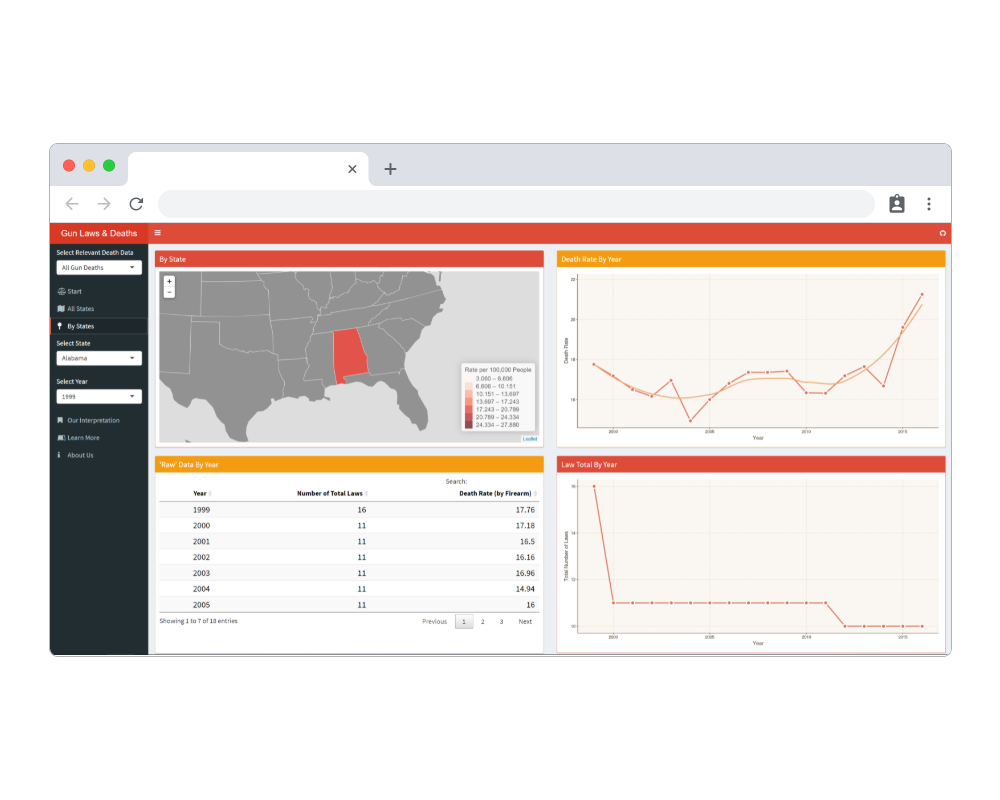 Gun Laws & Deaths
Select Relevant Death Data
All Gun Deaths
Start
All States
By States
Select State
Alabama
Select Year
1999
Our Interpretation
Learn More
About Us
By State
+
−
Rate per 100,000 People
3.060 – 6.606
6.606 – 10.151
10.151 – 13.697
13.697 – 17.243
17.243 – 20.789
20.789 – 24.334
24.334 – 27.880
Leaflet
Death Rate By Year
22
20
18
16
Death Rate
2000 2005 2010 2015
Year
'Raw' Data By Year
Search:
Year Number of Total Laws Death Rate (by Firearm)
1999 16 17.76
2000 11 17.18
2001 11 16.5
2002 11 16.16
2003 11 16.96
2004 11 14.94
2005 11 16
Showing 1 to 7 of 18 entries
Previous 1 2 3 Next
Law Total By Year
16
14
12
10
Total Number of Laws
2000 2005 2010 2015
Year